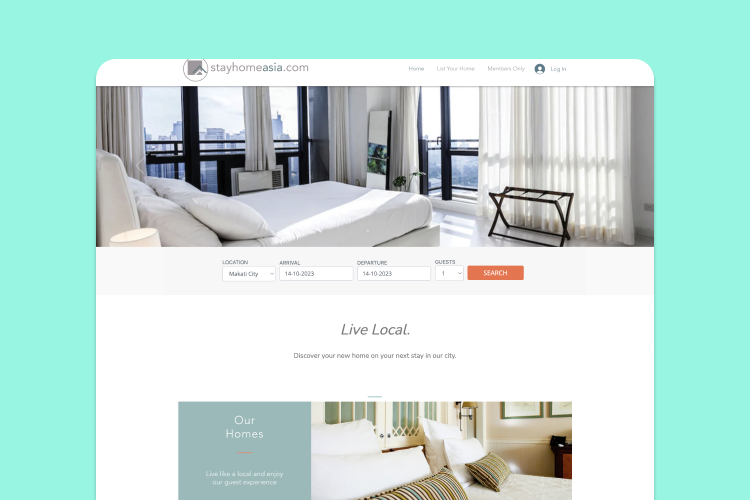 stayhomeasia.com
Home
List Your Home
Members Only
Log In
LOCATION
ARRIVAL
DEPARTURE
GUESTS
Makati City
14-10-2023
14-10-2023
1
SEARCH
Live Local.
Discover your new home on your next stay in our city.
Our
Homes
Live like a local and enjoy
our guest experience